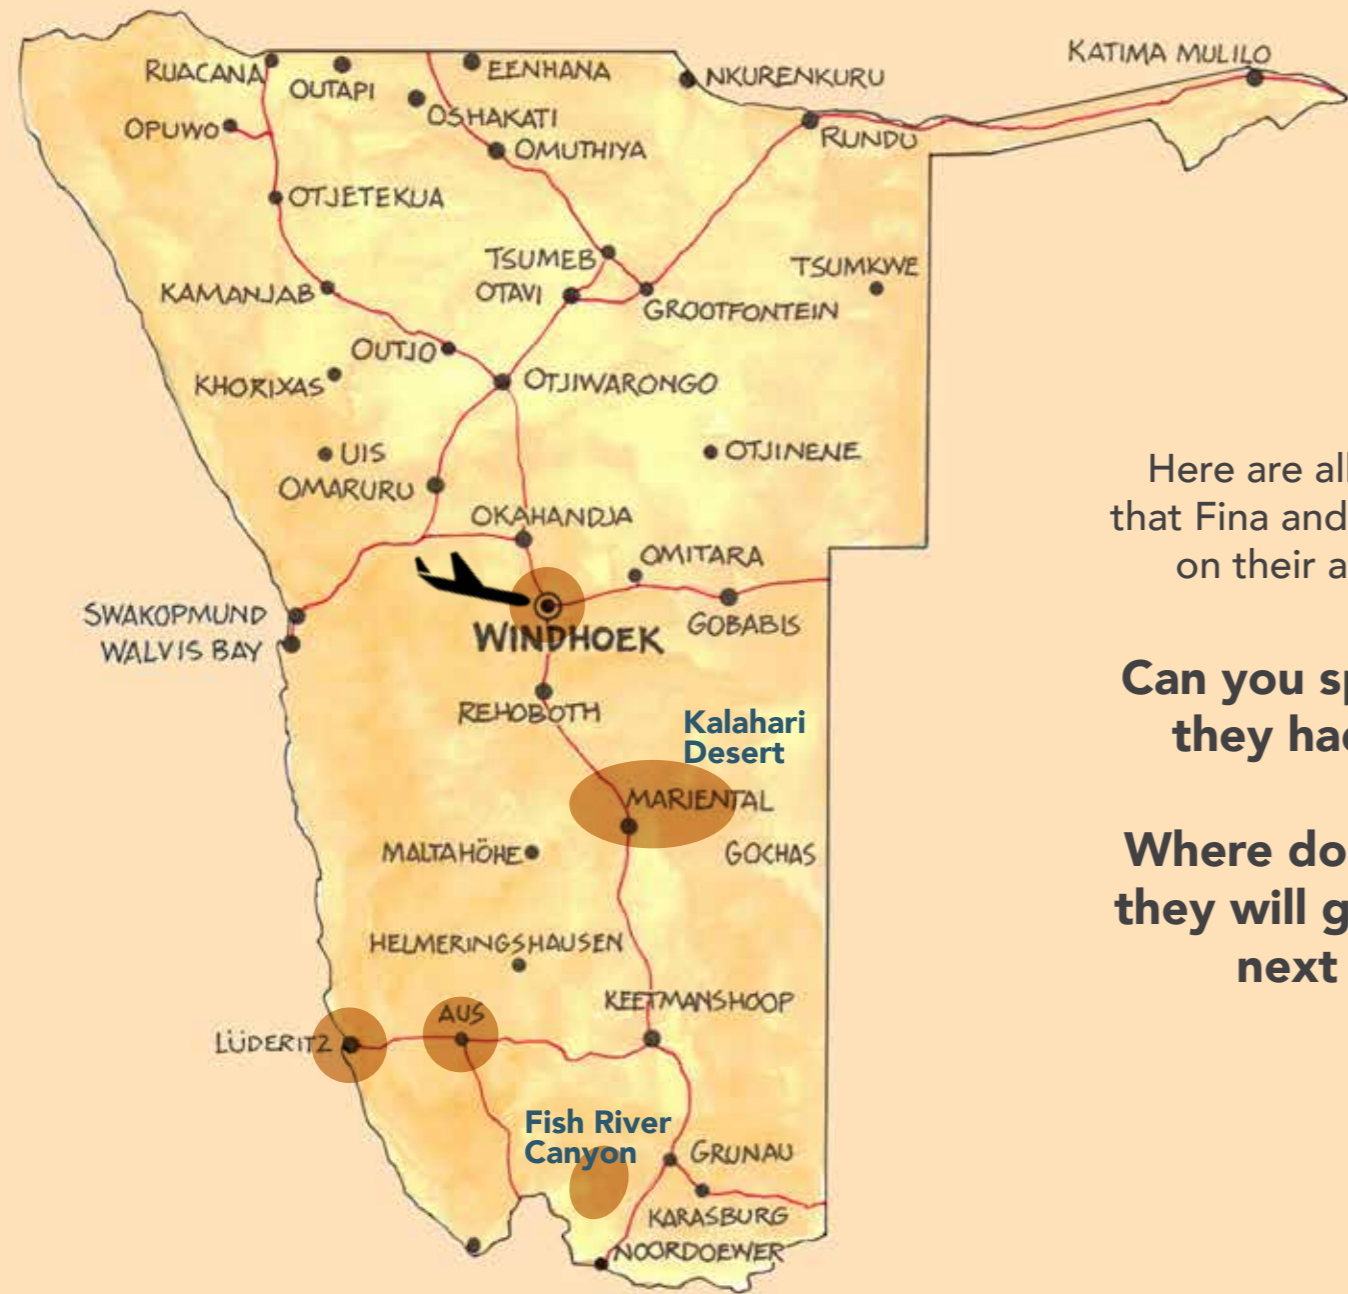 KATIMA MULILO
RUACANA
OUTAPI
EENHANA
NKURENKURU
OPUWO
OSHAKATI
OMUTHIYA
RUNDU
OTJETEKUA
TSUMEB
TSUMKWE
KAMANJAB
OTAVI
GROOTFONTEIN
OUTJO
KHORIXAS
OTJIWARONGO
UIS
OTJINENE
OMARURU
OKAHANDJA
OMITARA
SWAKOPMUND
WALVIS BAY
WINDHOEK
GOBABIS
REHOBOTH
Kalahari
Desert
MARIENTAL
MALTAHÖHE
GOCHAS
HELMERINGSHAUSEN
KEETMANSHOOP
AUS
LÜDERITZ
Fish River
Canyon
GRUNAU
KARASBURG
NOORDOEWER
Here are all
that Fina and
on their a
Can you sp
they had
Where do
they will g
next